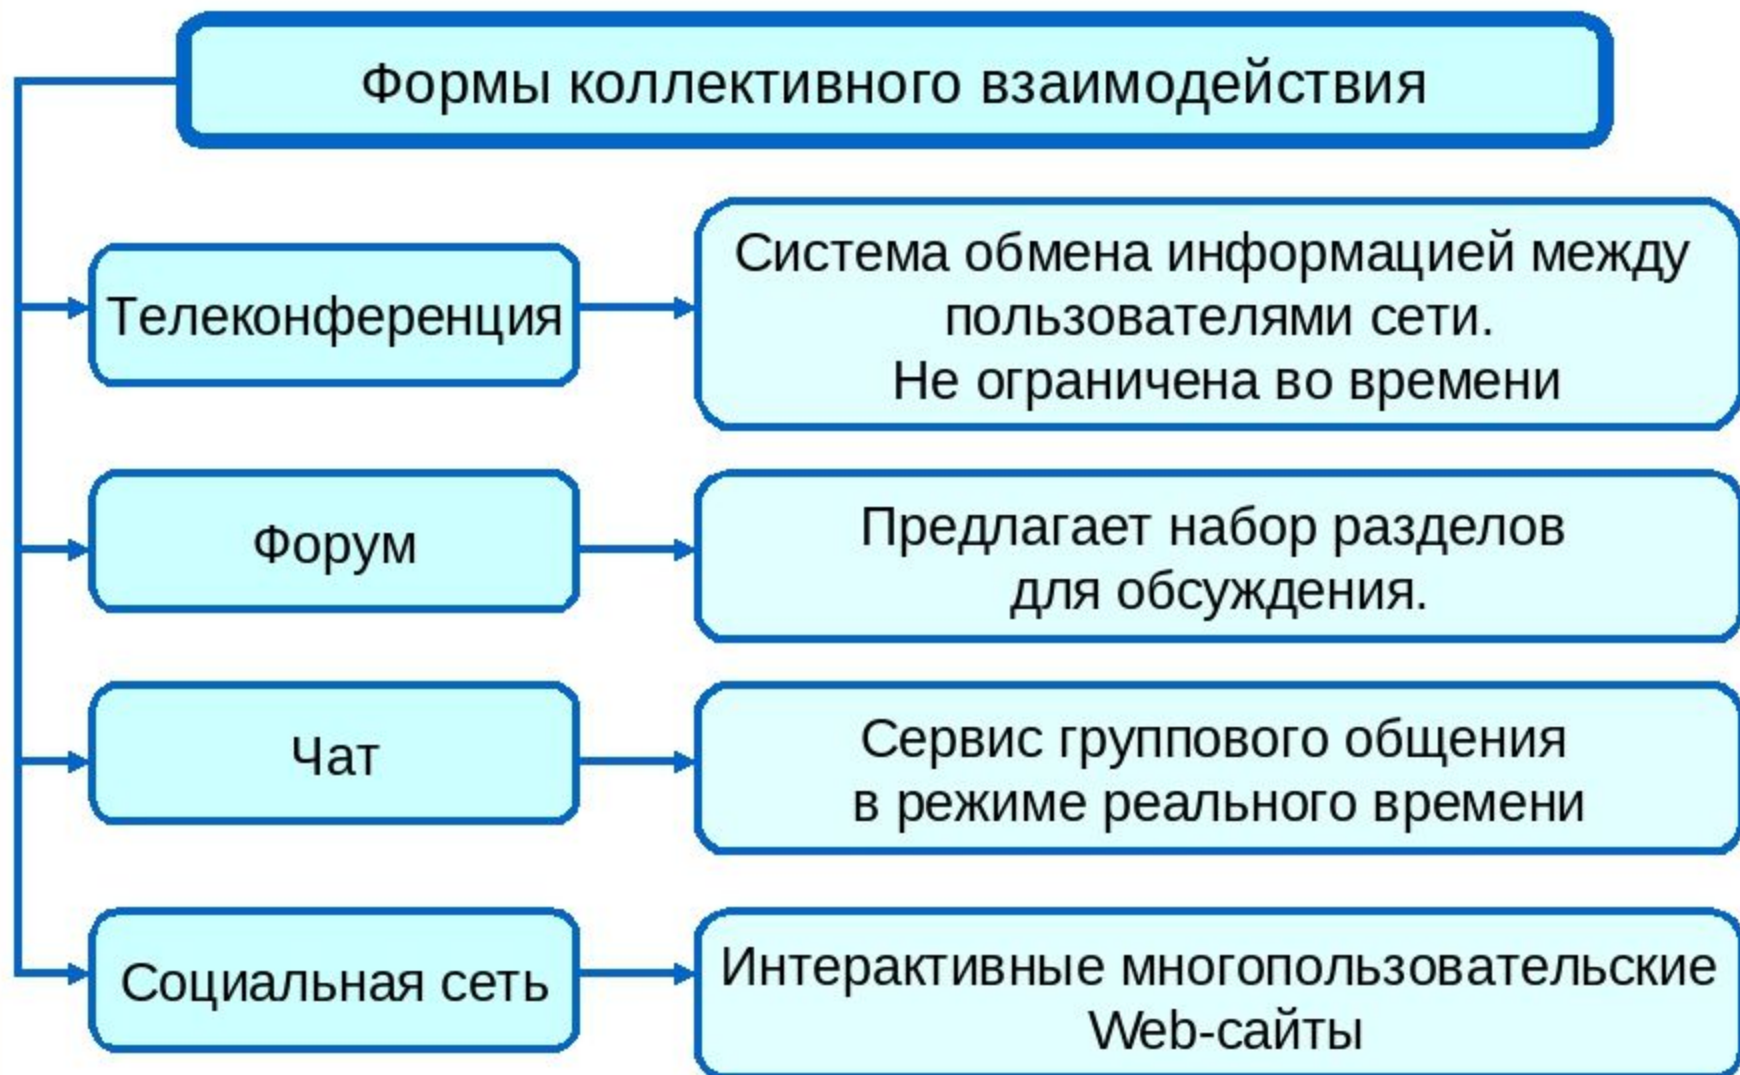 Формы коллективного взаимодействия
Телеконференция
Система обмена информацией между
пользователями сети.
Не ограничена во времени
Форум
Предлагает набор разделов
для обсуждения.
Чат
Сервис группового общения
в режиме реального времени
Социальная сеть
Интерактивные многопользовательские
Web-сайты